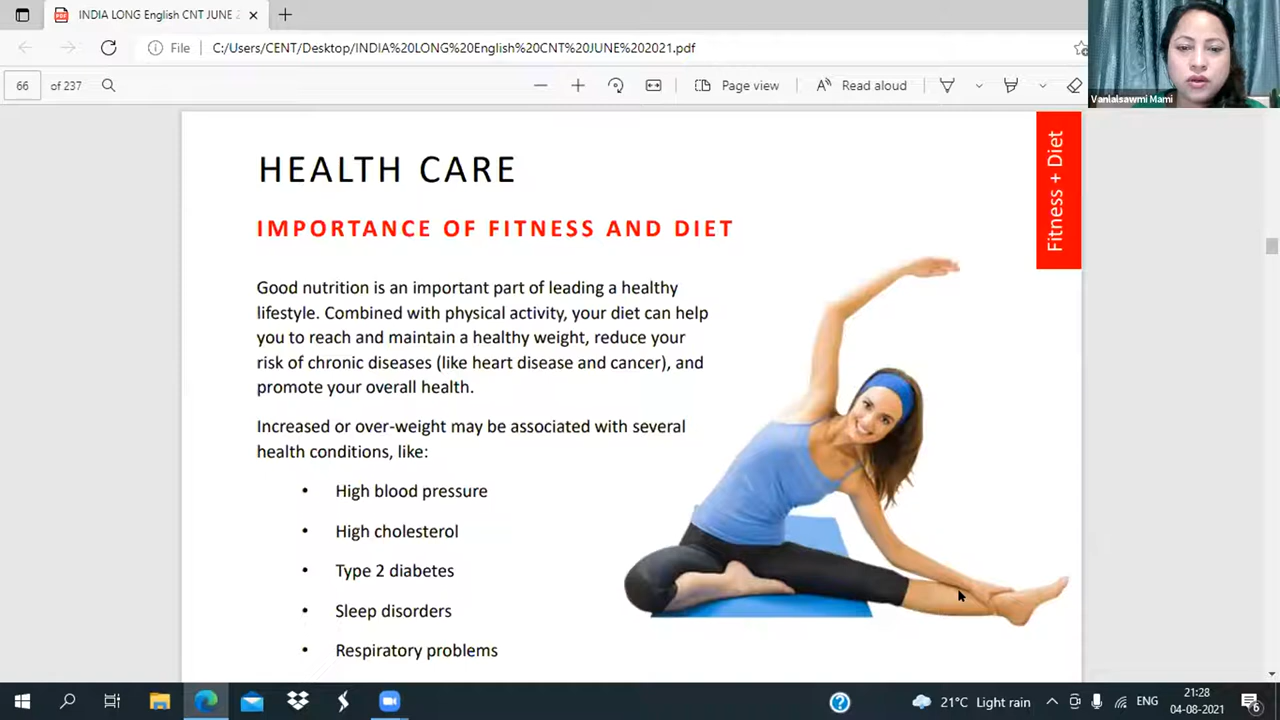 INDIA LONG English CNT JUNE 2
File
C:/Users/CENT/Desktop/INDIA%20LONG%20English%20CNT%20JUNE%202021.pdf
Vanlalsawmi Mami
66 of 237
Page view
Read aloud
Fitness + Diet
HEALTH CARE
IMPORTANCE OF FITNESS AND DIET
Good nutrition is an important part of leading a healthy
lifestyle. Combined with physical activity, your diet can help
you to reach and maintain a healthy weight, reduce your
risk of chronic diseases (like heart disease and cancer), and
promote your overall health.
Increased or over-weight may be associated with several
health conditions, like:
• High blood pressure
• High cholesterol
• Type 2 diabetes
• Sleep disorders
• Respiratory problems
21°C Light rain
ENG
21:28
04-08-2021
6